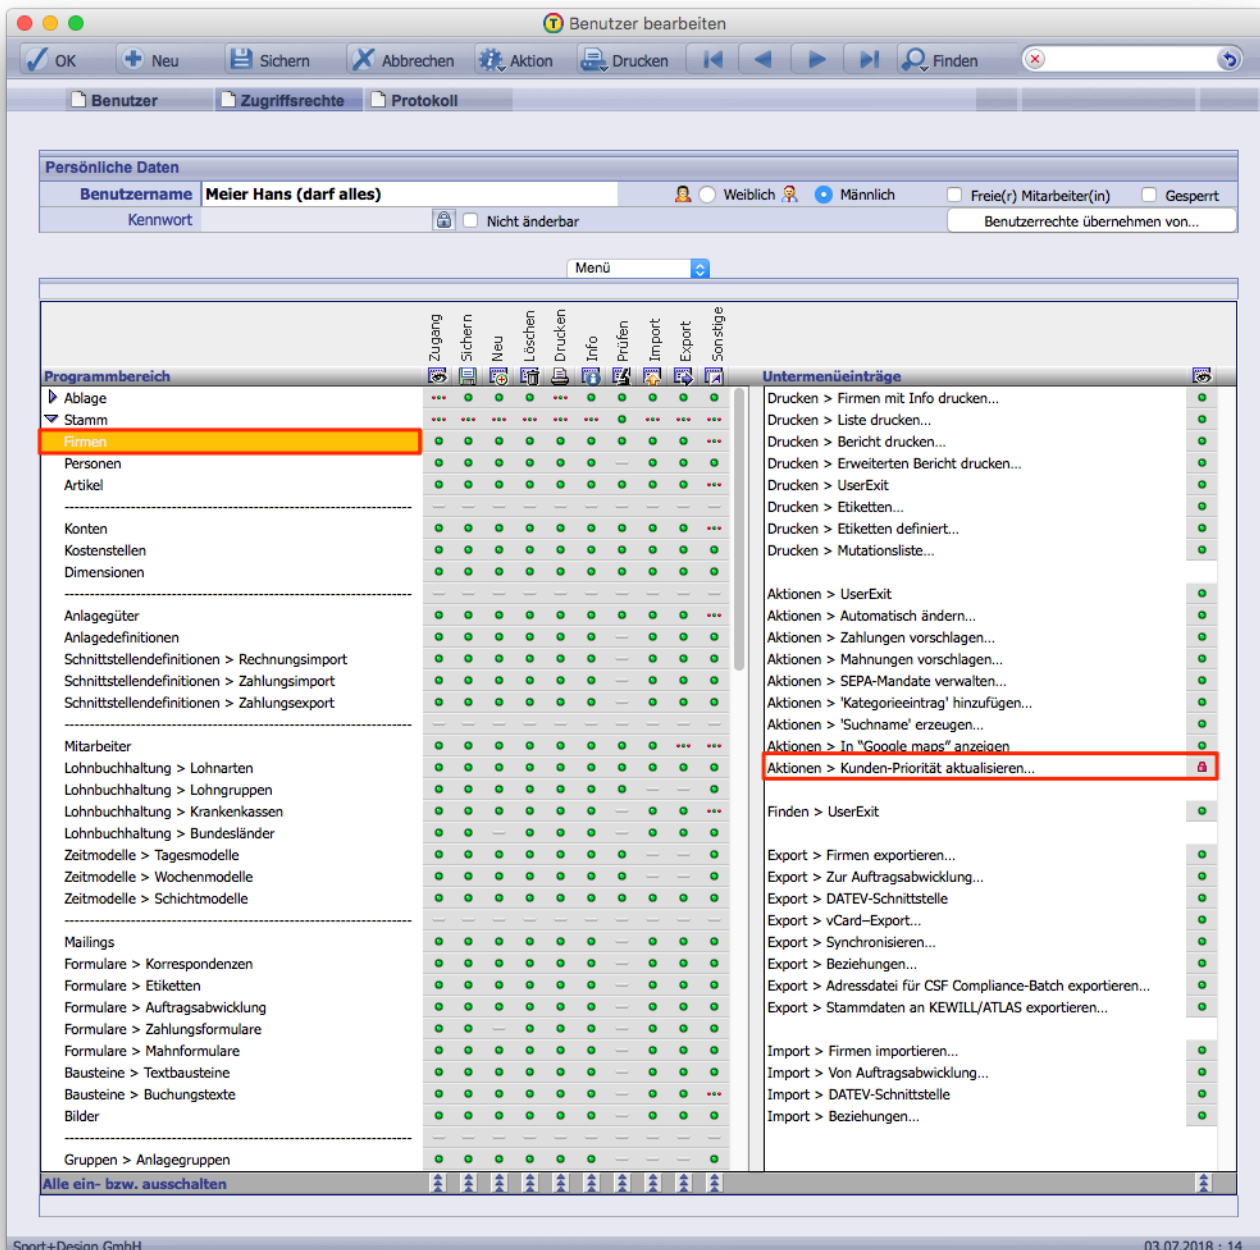 Benutzer bearbeiten
OK Neu Sichern Abbrechen Aktion Drucken Finden
Benutzer Zugriffsrechte Protokoll
Persönliche Daten
Benutzername Meier Hans (darf alles) Weiblich Männlich Freie(r) Mitarbeiter(in) Gesperrt
Kennwort Nicht änderbar Benutzerrechte übernehmen von...
Menü
Zugang Sichern Neu Löschen Drucken Info Prüfen Import Export Sonstige
Programmbereich Untermenüeinträge
Ablage Drucken > Firmen mit Info drucken...
Stamm Drucken > Liste drucken...
Firmen Drucken > Bericht drucken...
Personen Drucken > Erweiterten Bericht drucken...
Artikel Drucken > UserExit
Drucken > Etiketten...
Konten Drucken > Etiketten definiert...
Kostenstellen Drucken > Mutationsliste...
Dimensionen
Aktionen > UserExit
Anlagegüter Aktionen > Automatisch ändern...
Anlagedefinitionen Aktionen > Zahlungen vorschlagen...
Schnittstellendefinitionen > Rechnungsimport Aktionen > Mahnungen vorschlagen...
Schnittstellendefinitionen > Zahlungsimport Aktionen > SEPA-Mandate verwalten...
Schnittstellendefinitionen > Zahlungsexport Aktionen > 'Kategorieeintrag' hinzufügen...
Aktionen > 'Suchname' erzeugen...
Mitarbeiter Aktionen > In "Google maps" anzeigen
Lohnbuchhaltung > Lohnarten Aktionen > Kunden-Priorität aktualisieren...
Lohnbuchhaltung > Lohngruppen
Lohnbuchhaltung > Krankenkassen Finden > UserExit
Lohnbuchhaltung > Bundesländer
Zeitmodelle > Tagesmodelle Export > Firmen exportieren...
Zeitmodelle > Wochenmodelle Export > Zur Auftragsabwicklung...
Zeitmodelle > Schichtmodelle Export > DATEV-Schnittstelle
Export > vCard–Export...
Mailings Export > Synchronisieren...
Formulare > Korrespondenzen Export > Beziehungen...
Formulare > Etiketten Export > Adressdatei für CSF Compliance-Batch exportieren...
Formulare > Auftragsabwicklung Export > Stammdaten an KEWILL/ATLAS exportieren...
Formulare > Zahlungsformulare
Formulare > Mahnformulare Import > Firmen importieren...
Bausteine > Textbausteine Import > Von Auftragsabwicklung...
Bausteine > Buchungstexte Import > DATEV-Schnittstelle
Bilder Import > Beziehungen...
Gruppen > Anlagegruppen
Alle ein- bzw. ausschalten
Sport+Design GmbH 03.07.2018 : 14